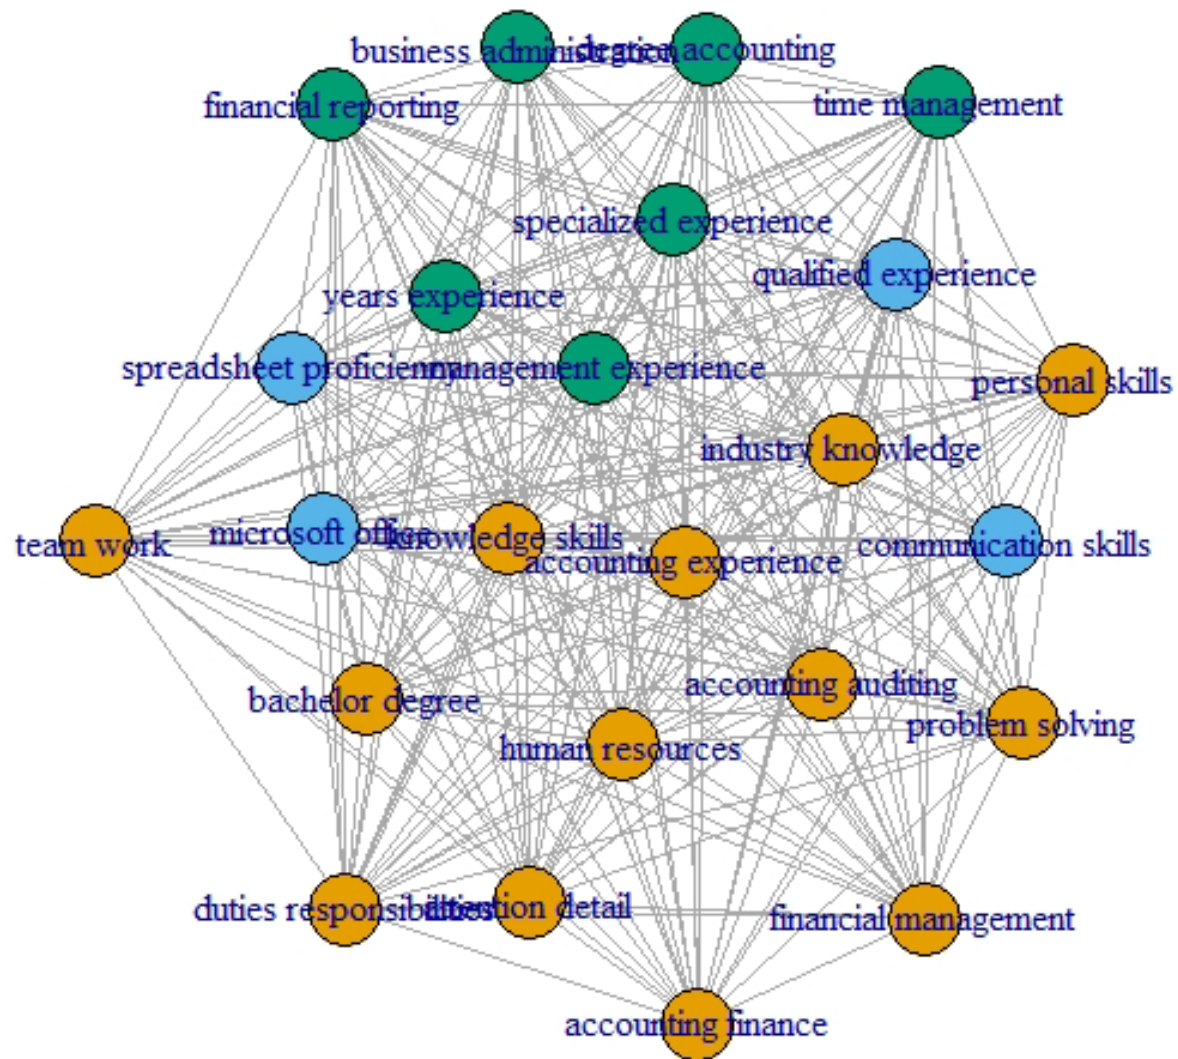 business administration
degree accounting
financial reporting
time management
specialized experience
qualified experience
years experience
spreadsheet proficiency
management experience
personal skills
industry knowledge
team work
microsoft office
knowledge skills
accounting experience
communication skills
bachelor degree
accounting auditing
human resources
problem solving
duties responsibilities
attention detail
financial management
accounting finance